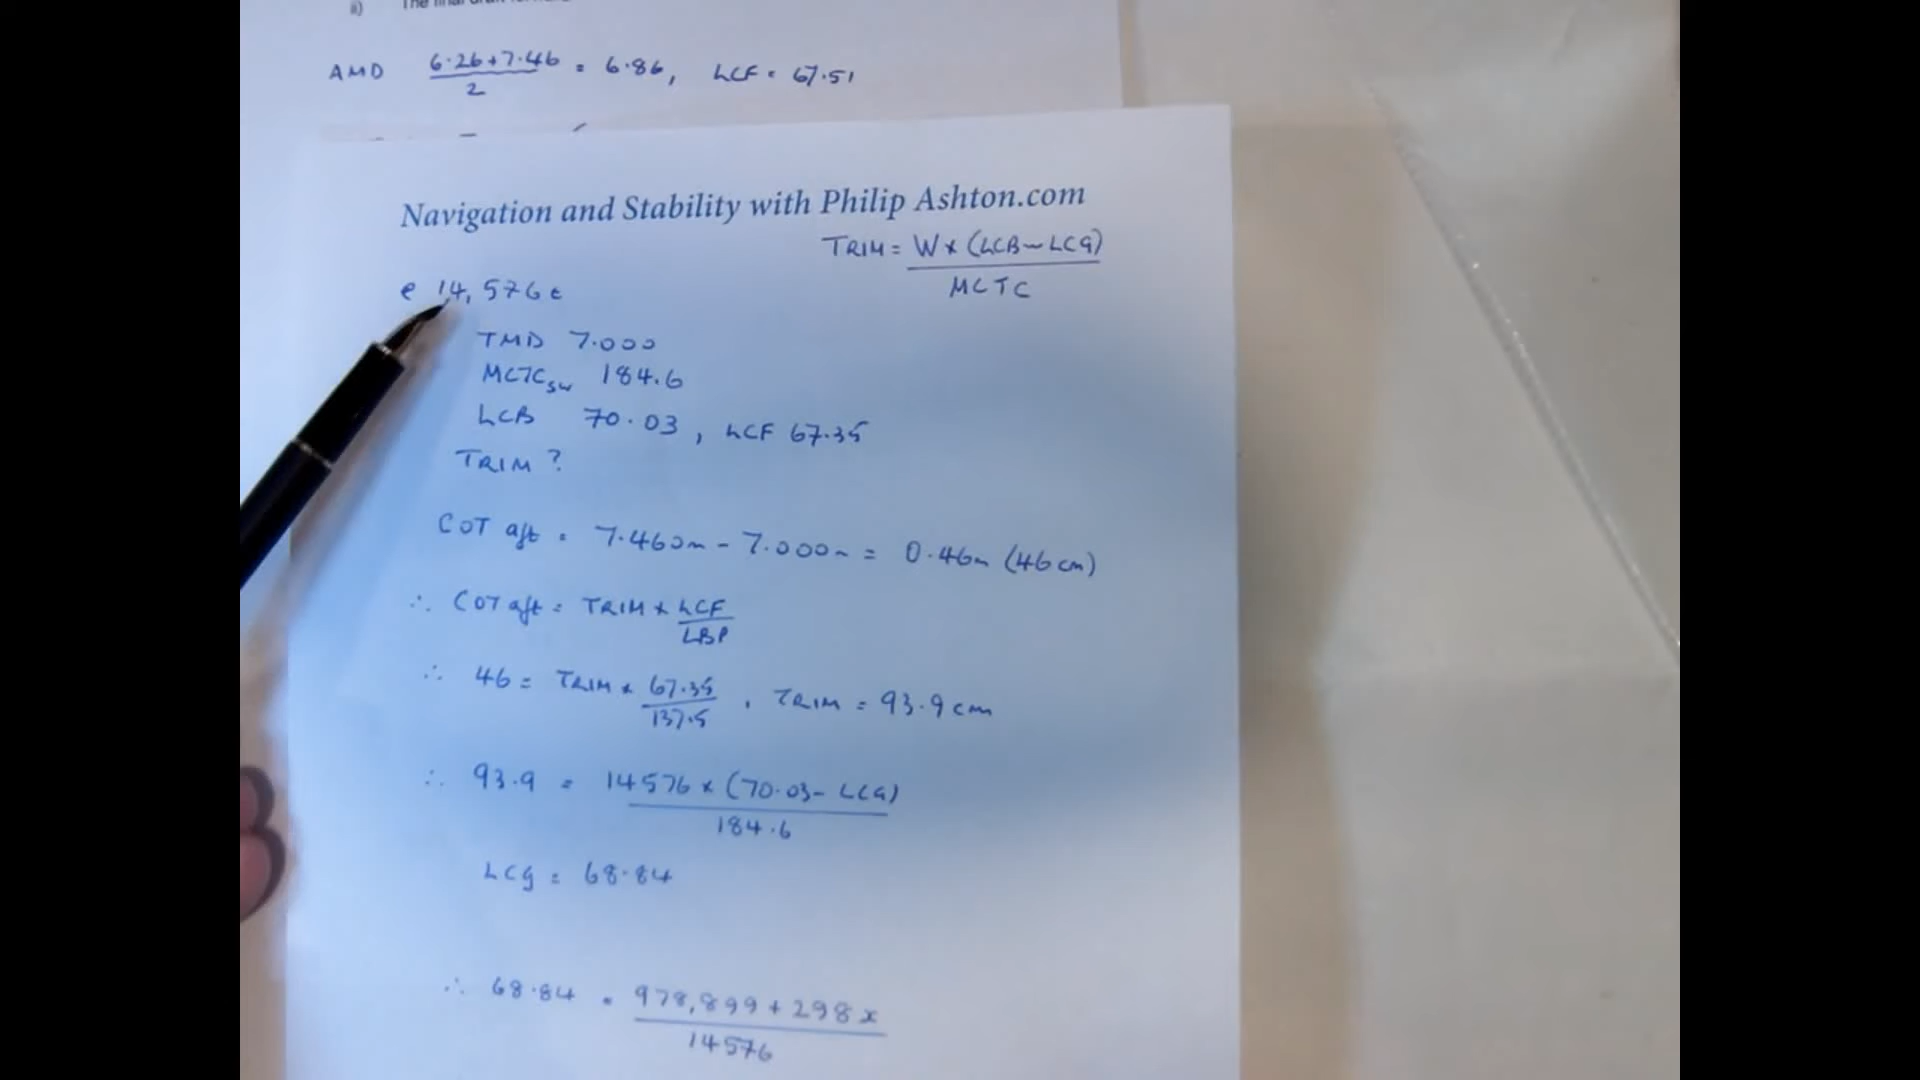 ii) The final draft
AMD 6.26+7.46 / 2 = 6.86, LCF = 67.51
Navigation and Stability with Philip Ashton.com
TRIM = W x (LCB~LCG) / MCTC
@ 14,576t
TMD 7.000
MCTCsw 184.6
LCB 70.03, LCF 67.35
TRIM ?
COT aft = 7.460m - 7.000m = 0.46m (46cm)
∴ COT aft = TRIM x LCF / LBP
∴ 46 = TRIM x 67.35 / 137.5, TRIM = 93.9cm
∴ 93.9 = 14576 x (70.03 - LCG) / 184.6
LCG = 68.84
∴ 68.84 = 978,899 + 298x / 14576